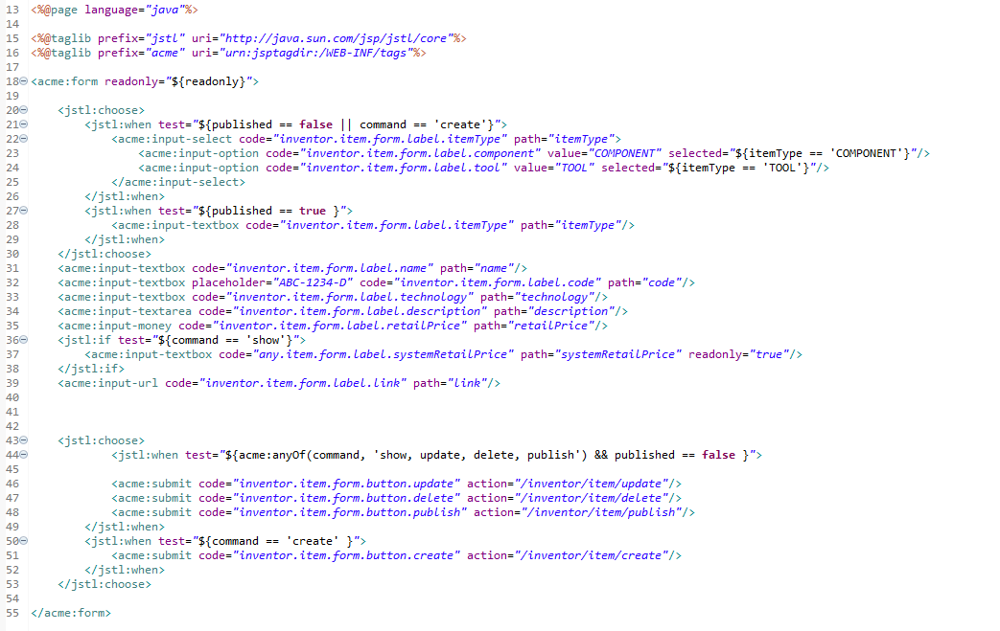 13 <%@page language="java"%>
14
15 <%@taglib prefix="jstl" uri="http://java.sun.com/jsp/jstl/core"%>
16 <%@taglib prefix="acme" uri="urn:jsptagdir:/WEB-INF/tags"%>
17
18 <acme:form readonly="${readonly}">
19
20 <jstl:choose>
21 <jstl:when test="${published == false || command == 'create'}">
22 <acme:input-select code="inventor.item.form.label.itemType" path="itemType">
23 <acme:input-option code="inventor.item.form.label.component" value="COMPONENT" selected="${itemType == 'COMPONENT'}"/>
24 <acme:input-option code="inventor.item.form.label.tool" value="TOOL" selected="${itemType == 'TOOL'}"/>
25 </acme:input-select>
26 </jstl:when>
27 <jstl:when test="${published == true }">
28 <acme:input-textbox code="inventor.item.form.label.itemType" path="itemType"/>
29 </jstl:when>
30 </jstl:choose>
31 <acme:input-textbox code="inventor.item.form.label.name" path="name"/>
32 <acme:input-textbox placeholder="ABC-1234-D" code="inventor.item.form.label.code" path="code"/>
33 <acme:input-textbox code="inventor.item.form.label.technology" path="technology"/>
34 <acme:input-textarea code="inventor.item.form.label.description" path="description"/>
35 <acme:input-money code="inventor.item.form.label.retailPrice" path="retailPrice"/>
36 <jstl:if test="${command == 'show'}">
37 <acme:input-textbox code="any.item.form.label.systemRetailPrice" path="systemRetailPrice" readonly="true"/>
38 </jstl:if>
39 <acme:input-url code="inventor.item.form.label.link" path="link"/>
40
41
42
43 <jstl:choose>
44 <jstl:when test="${acme:anyOf(command, 'show, update, delete, publish') && published == false }">
45
46 <acme:submit code="inventor.item.form.button.update" action="/inventor/item/update"/>
47 <acme:submit code="inventor.item.form.button.delete" action="/inventor/item/delete"/>
48 <acme:submit code="inventor.item.form.button.publish" action="/inventor/item/publish"/>
49 </jstl:when>
50 <jstl:when test="${command == 'create' }">
51 <acme:submit code="inventor.item.form.button.create" action="/inventor/item/create"/>
52 </jstl:when>
53 </jstl:choose>
54
55 </acme:form>